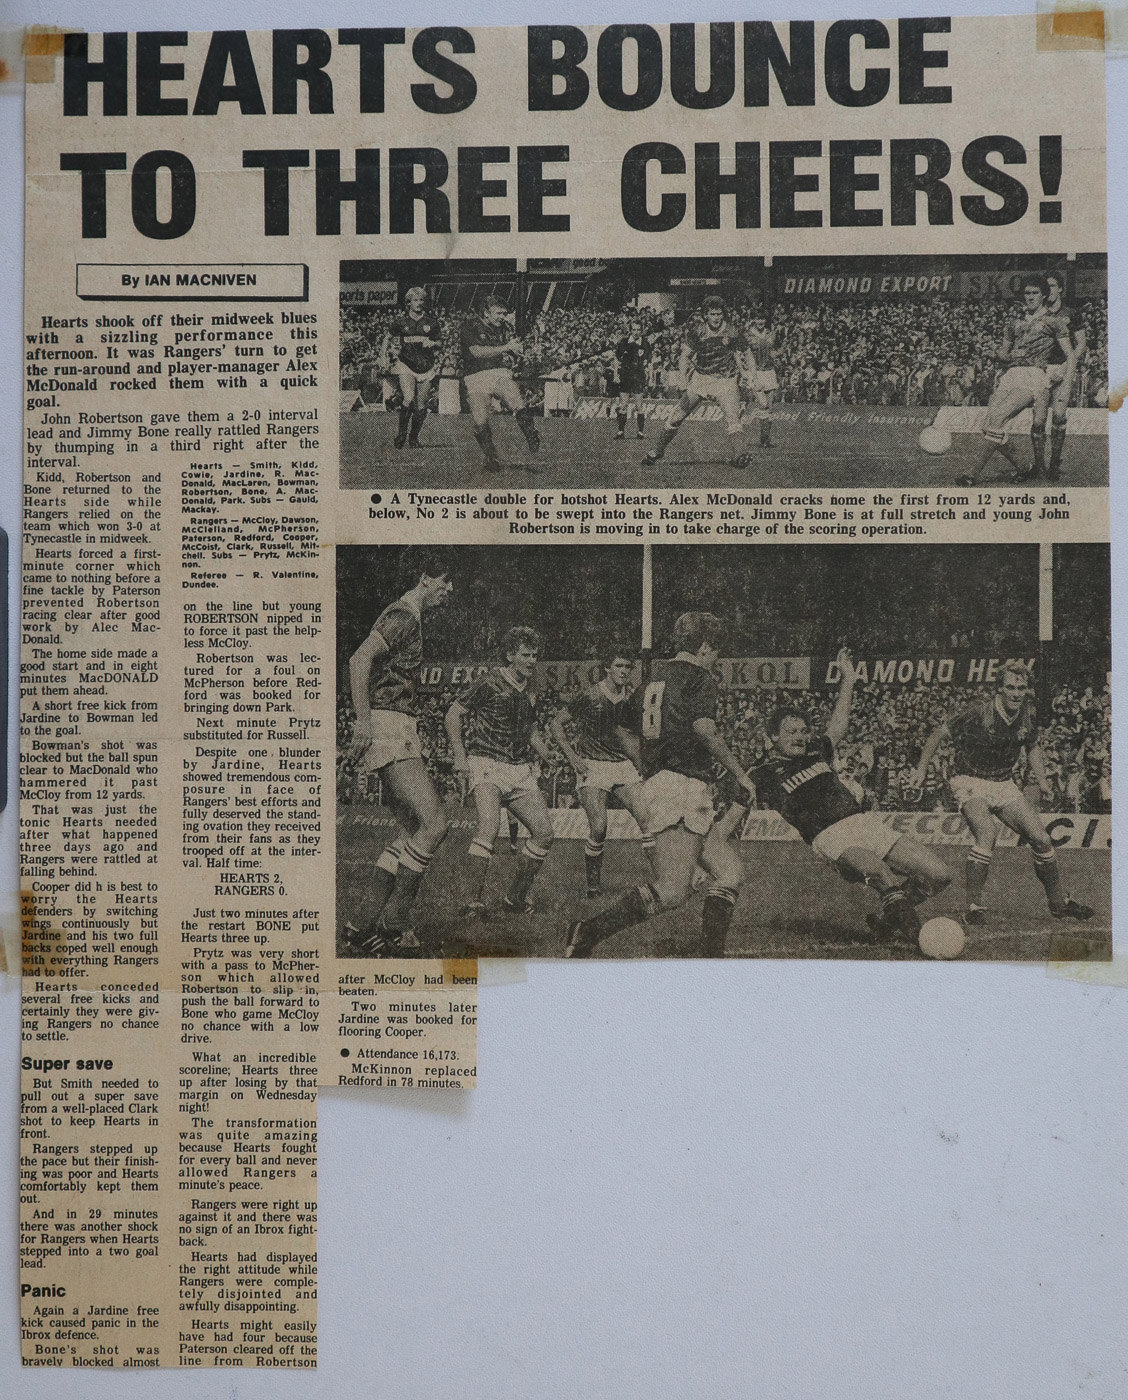 HEARTS BOUNCE
TO THREE CHEERS!
By IAN MACNIVEN
Hearts shook off their midweek blues
with a sizzling performance this
afternoon. It was Rangers' turn to get
the run-around and player-manager Alex
McDonald rocked them with a quick
goal.
John Robertson gave them a 2-0 interval
lead and Jimmy Bone really rattled Rangers
by thumping in a third right after the
interval.
Kidd, Robertson and
Bone returned to the
Hearts side while
Rangers relied on the
team which won 3-0 at
Tynecastle in midweek.
Hearts forced a first-
minute corner which
came to nothing before a
fine tackle by Paterson
prevented Robertson
racing clear after good
work by Alec Mac-
Donald.
The home side made a
good start and in eight
minutes MacDONALD
put them ahead.
A short free kick from
Jardine to Bowman led
to the goal.
Bowman's shot was
blocked but the ball spun
clear to MacDonald who
hammered it past
McCloy from 12 yards.
That was just the
tonic Hearts needed
after what happened
three days ago and
Rangers were rattled at
falling behind.
Cooper did h is best to
worry the Hearts
defenders by switching
wings continuously but
Jardine and his two full
backs coped well enough
with everything Rangers
had to offer.
Hearts conceded
several free kicks and
certainly they were giv-
ing Rangers no chance
to settle.
Super save
But Smith needed to
pull out a super save
from a well-placed Clark
shot to keep Hearts in
front.
Rangers stepped up
the pace but their finish-
ing was poor and Hearts
comfortably kept them
out.
And in 29 minutes
there was another shock
for Rangers when Hearts
stepped into a two goal
lead.
Panic
Again a Jardine free
kick caused panic in the
Ibrox defence.
Bone's shot was
bravely blocked almost
Hearts — Smith, Kidd,
Cowie, Jardine, R. Mac-
Donald, MacLaren, Bowman,
Robertson, Bone, A. Mac-
Donald, Park. Subs — Gauld,
Mackay.
Rangers — McCloy, Dawson,
McClelland, McPherson,
Paterson, Redford, Cooper,
McCoist, Clark, Russell, Mit-
chell. Subs — Prytz, McKin-
non.
Referee — R. Valentine,
Dundee.
on the line but young
ROBERTSON nipped in
to force it past the help-
less McCloy.
Robertson was lec-
tured for a foul on
McPherson before Red-
ford was booked for
bringing down Park.
Next minute Prytz
substituted for Russell.
Despite one blunder
by Jardine, Hearts
showed tremendous com-
posure in face of
Rangers' best efforts and
fully deserved the stand-
ing ovation they received
from their fans as they
trooped off at the inter-
val. Half time:
HEARTS 2,
RANGERS 0.
Just two minutes after
the restart BONE put
Hearts three up.
Prytz was very short
with a pass to McPher-
son which allowed
Robertson to slip in,
push the ball forward to
Bone who game McCloy
no chance with a low
drive.
What an incredible
scoreline; Hearts three
up after losing by that
margin on Wednesday
night!
The transformation
was quite amazing
because Hearts fought
for every ball and never
allowed Rangers a
minute's peace.
Rangers were right up
against it and there was
no sign of an Ibrox fight-
back.
Hearts had displayed
the right attitude while
Rangers were comple-
tely disjointed and
awfully disappointing.
Hearts might easily
have had four because
Paterson cleared off the
line from Robertson
ports paper
DIAMOND EXPORT SKOL
Friendly insurance
● A Tynecastle double for hotshot Hearts. Alex McDonald cracks home the first from 12 yards and,
below, No 2 is about to be swept into the Rangers net. Jimmy Bone is at full stretch and young John
Robertson is moving in to take charge of the scoring operation.
SKOL
SKOL
DIAMOND HE
8
after McCloy had been
beaten.
Two minutes later
Jardine was booked for
flooring Cooper.
● Attendance 16,173.
McKinnon replaced
Redford in 78 minutes.